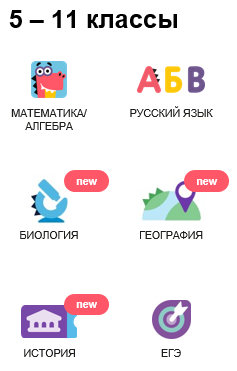 5 – 11 классы
АБВ
МАТЕМАТИКА/
АЛГЕБРА
РУССКИЙ ЯЗЫК
new
new
БИОЛОГИЯ
ГЕОГРАФИЯ
new
ИСТОРИЯ
ЕГЭ